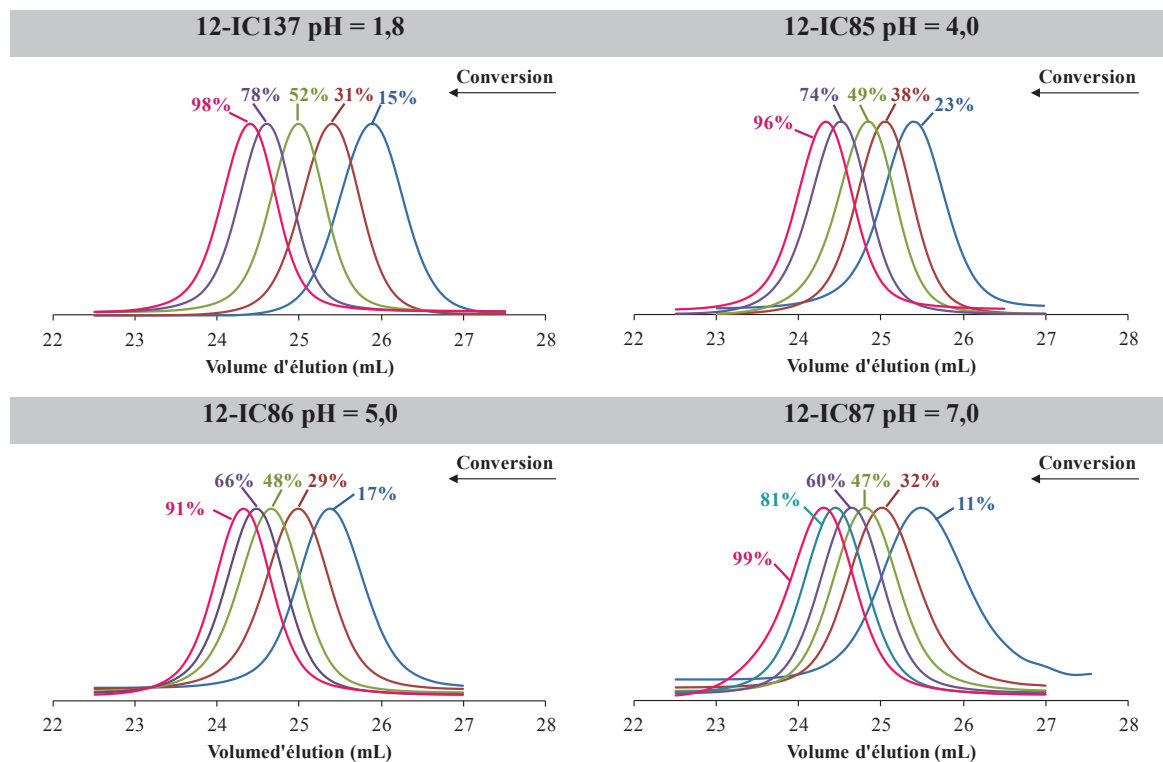 12-IC137 pH = 1,8
Conversion
98% 78% 52% 31% 15%
22 23 24 25 26 27 28
Volume d'élution (mL)
12-IC85 pH = 4,0
Conversion
96% 74% 49% 38% 23%
22 23 24 25 26 27 28
Volume d'élution (mL)
12-IC86 pH = 5,0
Conversion
91% 66% 48% 29% 17%
22 23 24 25 26 27 28
Volumed'élution (mL)
12-IC87 pH = 7,0
Conversion
99% 81% 60% 47% 32% 11%
22 23 24 25 26 27 28
Volume d'élution (mL)